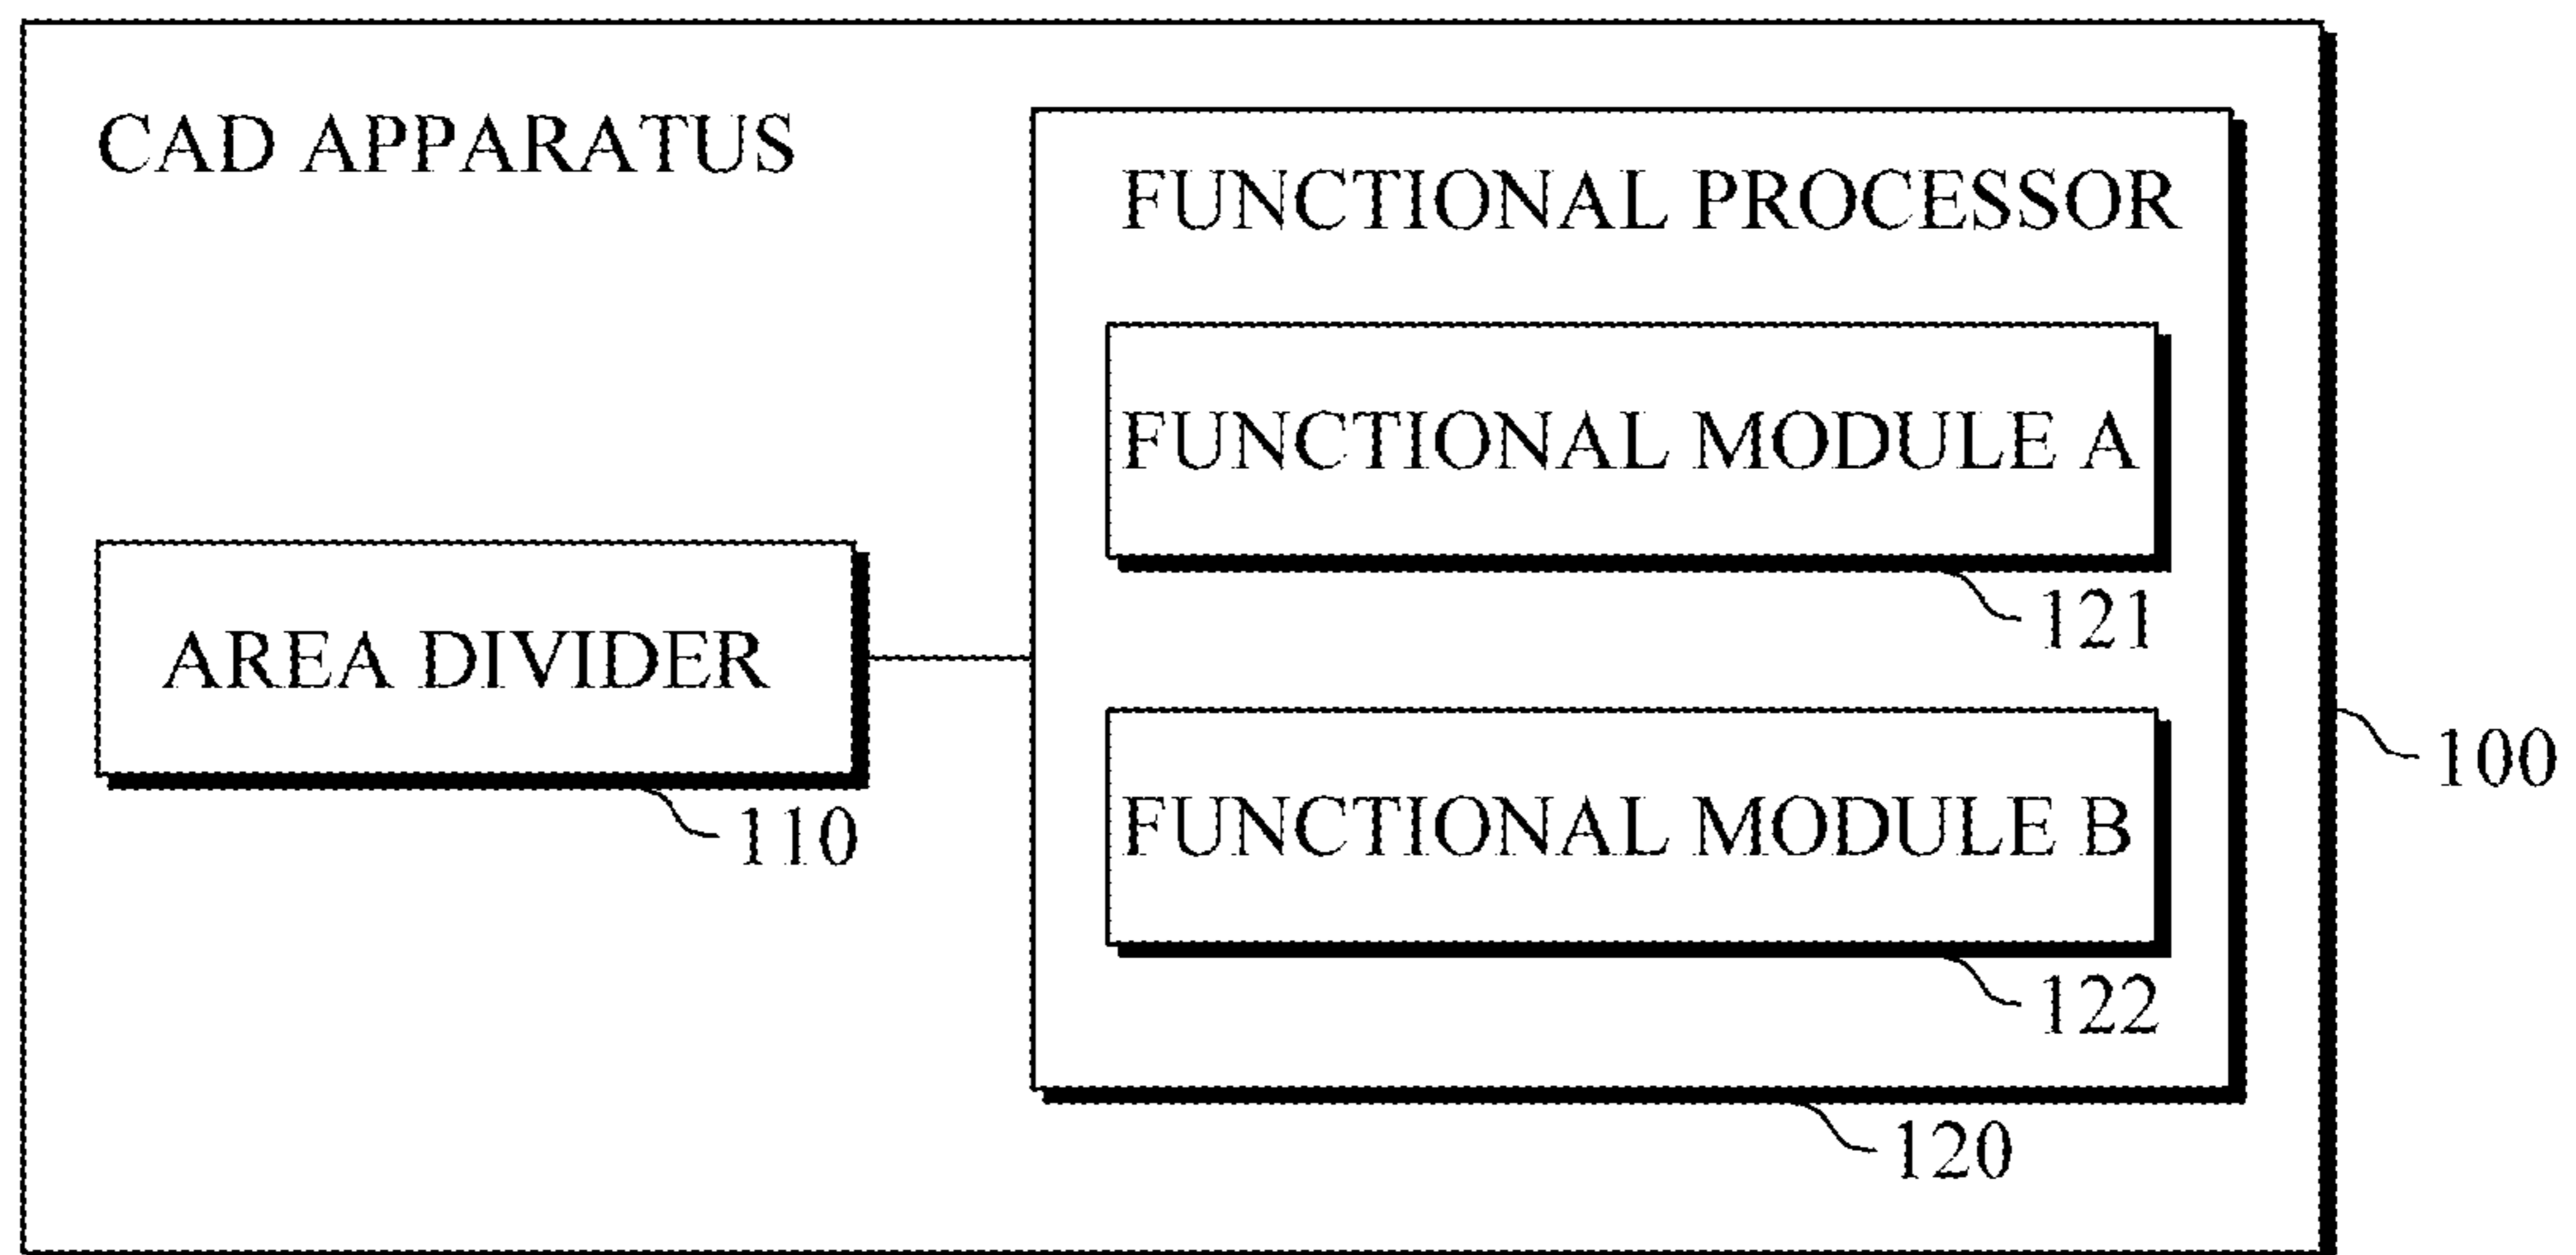 CAD APPARATUS
FUNCTIONAL PROCESSOR
FUNCTIONAL MODULE A
121
AREA DIVIDER
110
FUNCTIONAL MODULE B
122
100
120